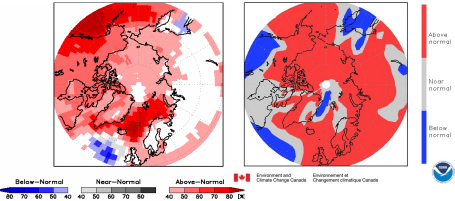 Above
normal
Near
normal
Below
normal
Below-Normal
Near-Normal
Above-Normal
80 70 60 50 40
40 50 60 70 80
40 50 60 70 80 [%]
Environment and
Climate Change Canada
Environnement et
Changement climatique Canada
NOAA